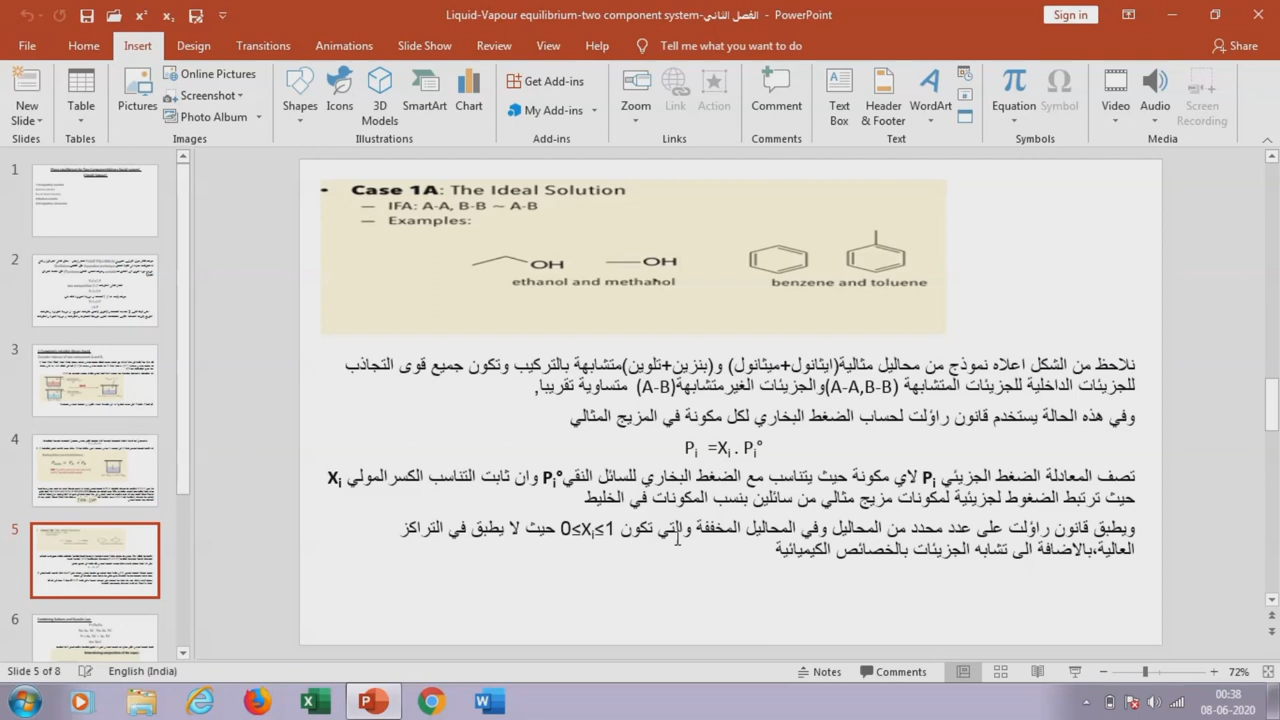 Liquid-Vapour equilibrium-two component system-الفصل الثاني - PowerPoint
Sign in
File Home Insert Design Transitions Animations Slide Show Review View Help Tell me what you want to do Share
New Slide
Table
Pictures
Online Pictures
Screenshot
Photo Album
Shapes
Icons
3D Models
SmartArt
Chart
Get Add-ins
My Add-ins
Zoom
Link
Action
Comment
Text Box
Header & Footer
WordArt
Equation
Symbol
Video
Audio
Screen Recording
Slides Tables Images Illustrations Add-ins Links Comments Text Symbols Media
1
2
3
4
5
6
• Case 1A: The Ideal Solution
— IFA: A-A, B-B ~ A-B
— Examples:
OH OH
ethanol and methanol benzene and toluene
نلاحظ من الشكل اعلاه نموذج من محاليل مثالية(ايثانول+ميثانول) و(بنزين+تلوين)متشابهة بالتركيب وتكون جميع قوى التجاذب
للجزيئات الداخلية للجزيئات المتشابهة (A-A,B-B)والجزيئات الغيرمتشابهة(A-B) متساوية تقريبا,
وفي هذه الحالة يستخدم قانون راؤلت لحساب الضغط البخاري لكل مكونة في المزيج المثالي
Pi =Xi . Pi°
تصف المعادلة الضغط الجزيئي Pi لاي مكونة حيث يتناسب مع الضغط البخاري للسائل النقيPi° وان ثابت التناسب الكسرالمولي Xi
حيث ترتبط الضغوط لجزيئية لمكونات مزيج مثالي من سائلين بنسب المكونات في الخليط
ويطبق قانون راؤلت على عدد محدد من المحاليل وفي المحاليل المخففة والتي تكون 0≤Xi≤1 حيث لا يطبق في التراكز
العالية,بالاضافة الى تشابه الجزيئات بالخصائص الكيميائية
Slide 5 of 8 English (India) Notes Comments 72%
00:38
08-06-2020